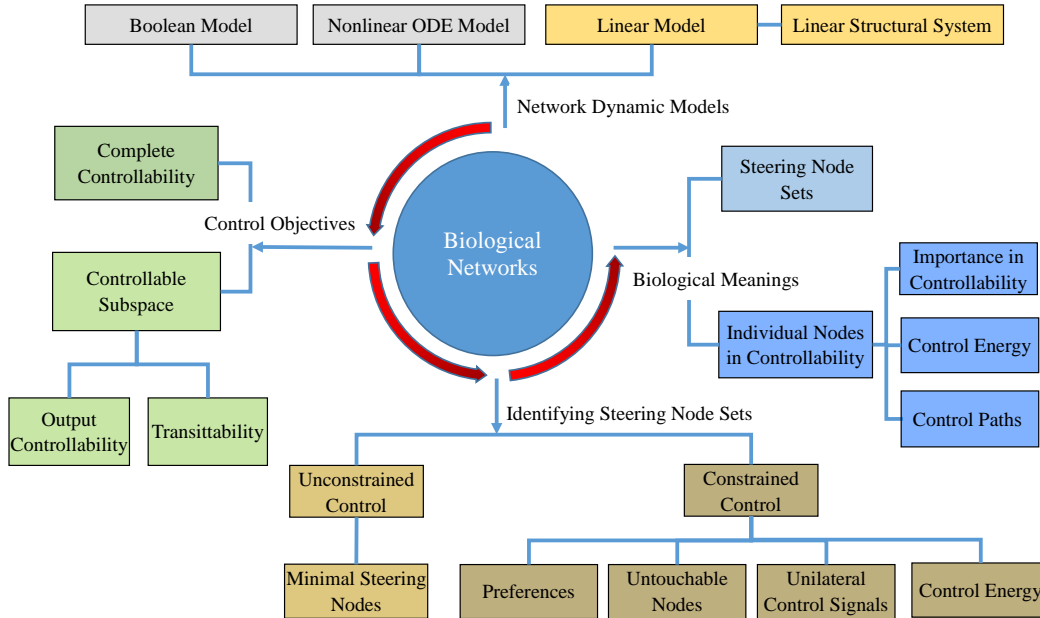 Boolean Model
Nonlinear ODE Model
Linear Model
Linear Structural System
Network Dynamic Models
Complete
Controllability
Control Objectives
Controllable
Subspace
Output
Controllability
Transittability
Biological
Networks
Steering Node
Sets
Biological Meanings
Individual Nodes
in Controllability
Importance in
Controllability
Control Energy
Control Paths
Identifying Steering Node Sets
Unconstrained
Control
Constrained
Control
Minimal Steering
Nodes
Preferences
Untouchable
Nodes
Unilateral
Control Signals
Control Energy